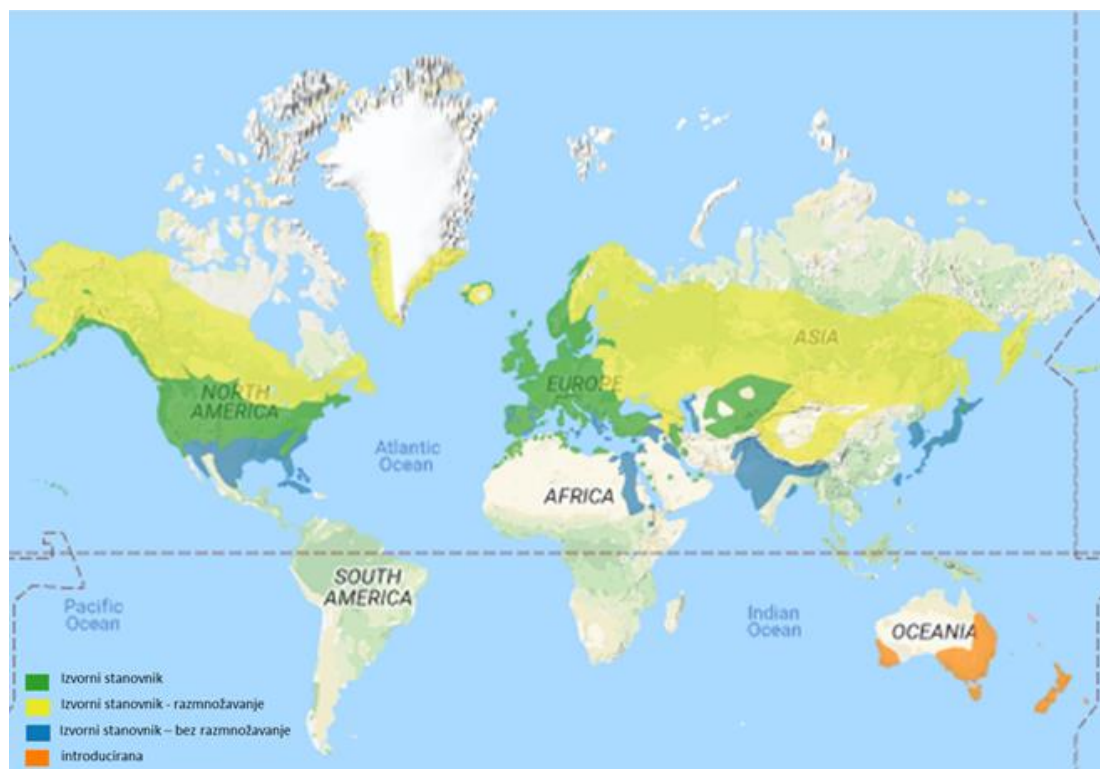 NORTH
AMERICA
EUROPE
ASIA
Atlantic
Ocean
AFRICA
SOUTH
AMERICA
Pacific
Ocean
Indian
Ocean
OCEANIA
Izvorni stanovnik
Izvorni stanovnik - razmnožavanje
Izvorni stanovnik – bez razmnožavanje
introducirana